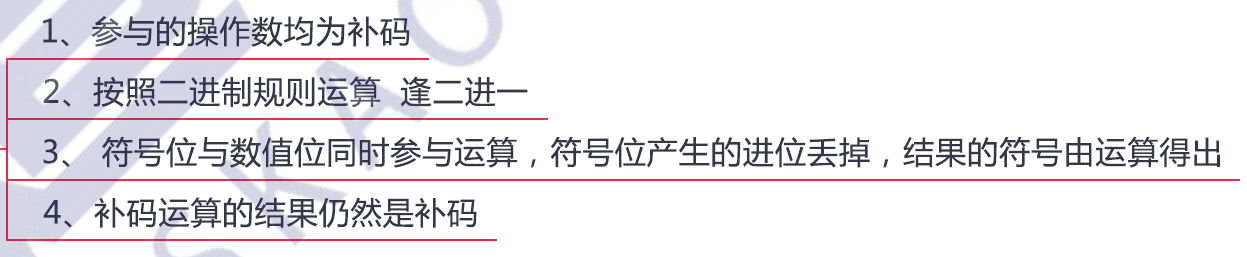 1、参与的操作数均为补码
2、按照二进制规则运算 逢二进一
3、 符号位与数值位同时参与运算，符号位产生的进位丢掉，结果的符号由运算得出
4、补码运算的结果仍然是补码
SKAO